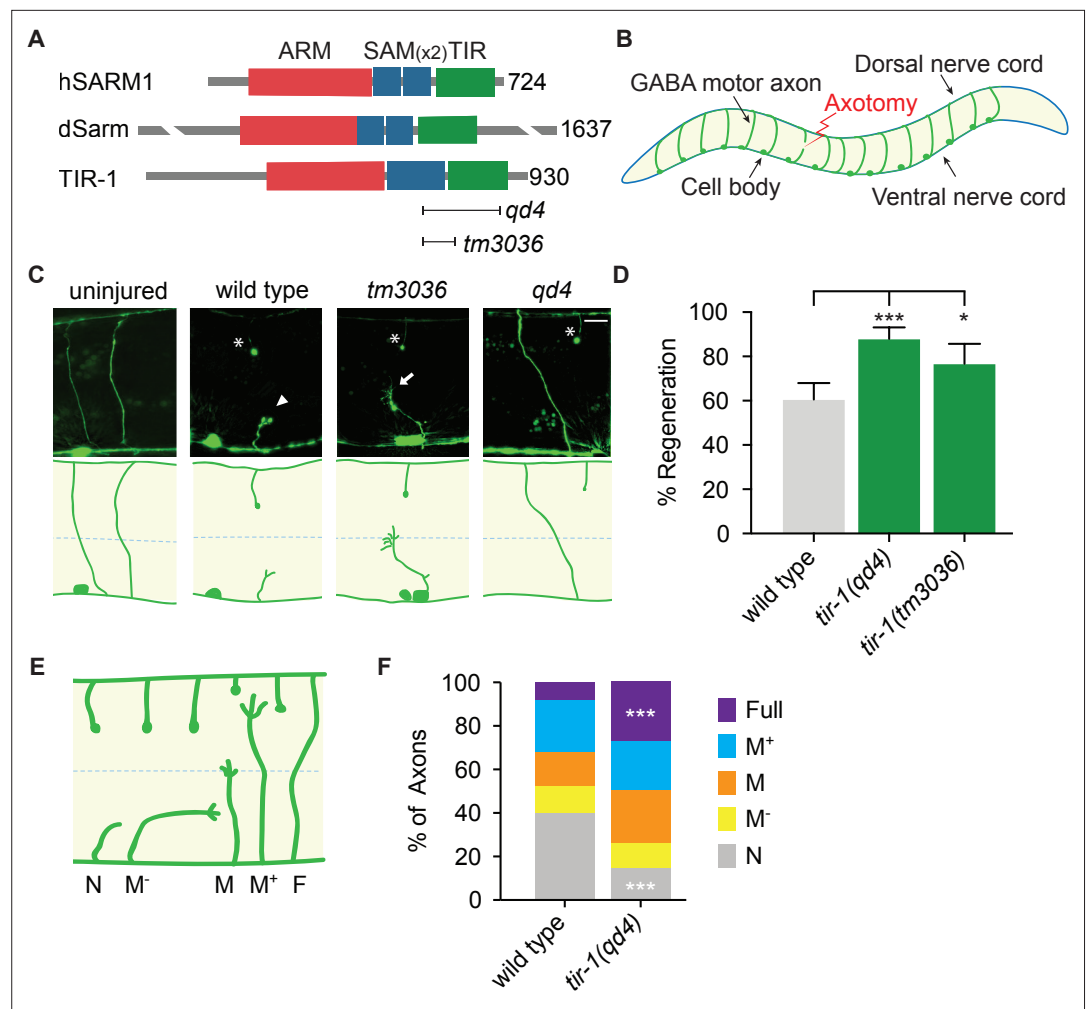 A
ARM SAM(x2) TIR
hSARM1 724
dSarm 1637
TIR-1 930
qd4
tm3036
B
GABA motor axon
Axotomy
Dorsal nerve cord
Cell body
Ventral nerve cord
C
uninjured wild type tm3036 qd4
* * *
D
% Regeneration
100
80
60
40
20
0
*** *
wild type
tir-1(qd4)
tir-1(tm3036)
E
N M- M M+ F
F
% of Axons
100
80
60
40
20
0
***
***
wild type
tir-1(qd4)
Full
M+
M
M-
N